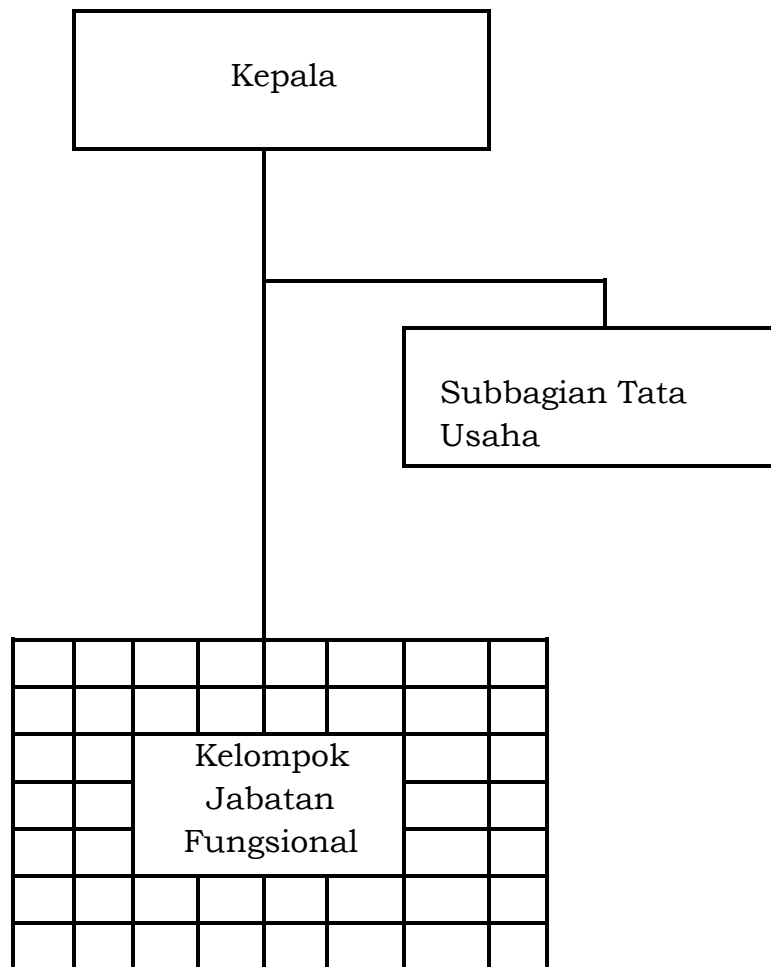 Kepala
Subbagian Tata
Usaha
Kelompok
Jabatan
Fungsional